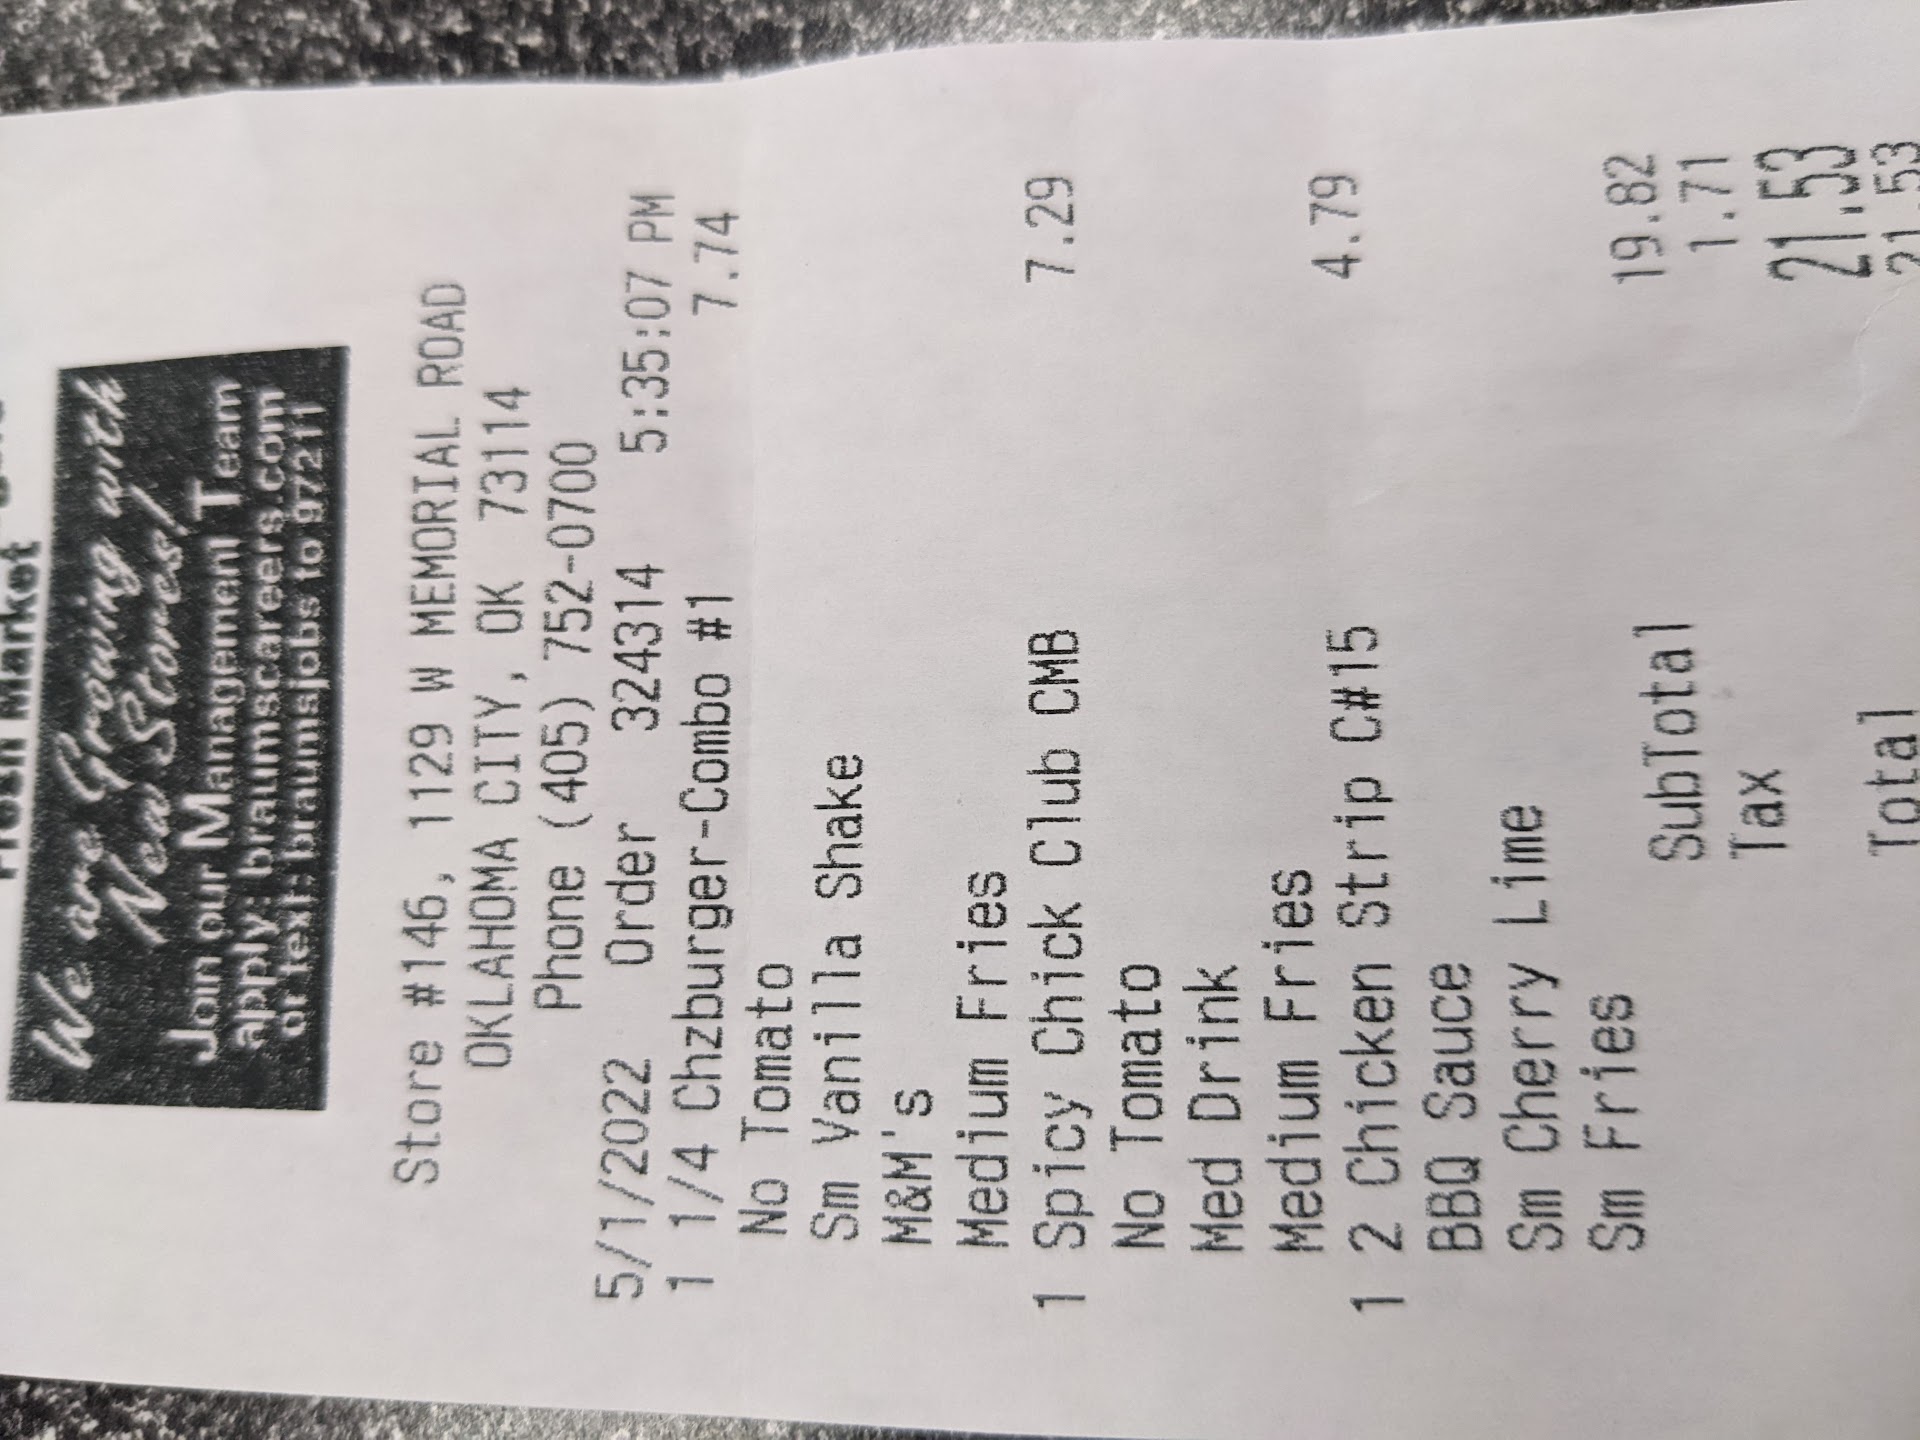 Fresh Market
We are Growing with
New Stores!
Join our Management Team
apply: braumscareers.com
or text: braumsjobs to 97211
Store #146, 1129 W MEMORIAL ROAD
OKLAHOMA CITY, OK 73114
Phone (405) 752-0700
5/1/2022 Order 324314 5:35:07 PM
1 1/4 Chzburger-Combo #1 7.74
No Tomato
Sm Vanilla Shake
M&M's
Medium Fries
1 Spicy Chick Club CMB 7.29
No Tomato
Med Drink
Medium Fries
1 2 Chicken Strip C#15 4.79
BBQ Sauce
Sm Cherry Lime
Sm Fries
SubTotal 19.82
Tax 1.71
Total 21.53
21.53